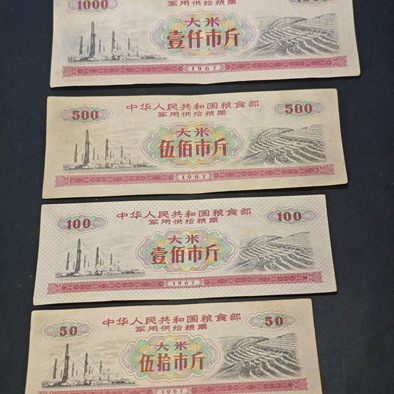 1000 军用供给粮票 1000
大米
壹仟市斤
1967
中华人民共和国粮食部
500 军用供给粮票 500
大米
伍佰市斤
1967
中华人民共和国粮食部
100 军用供给粮票 100
大米
壹佰市斤
1967
中华人民共和国粮食部
50 军用供给粮票 50
大米
伍拾市斤
1967